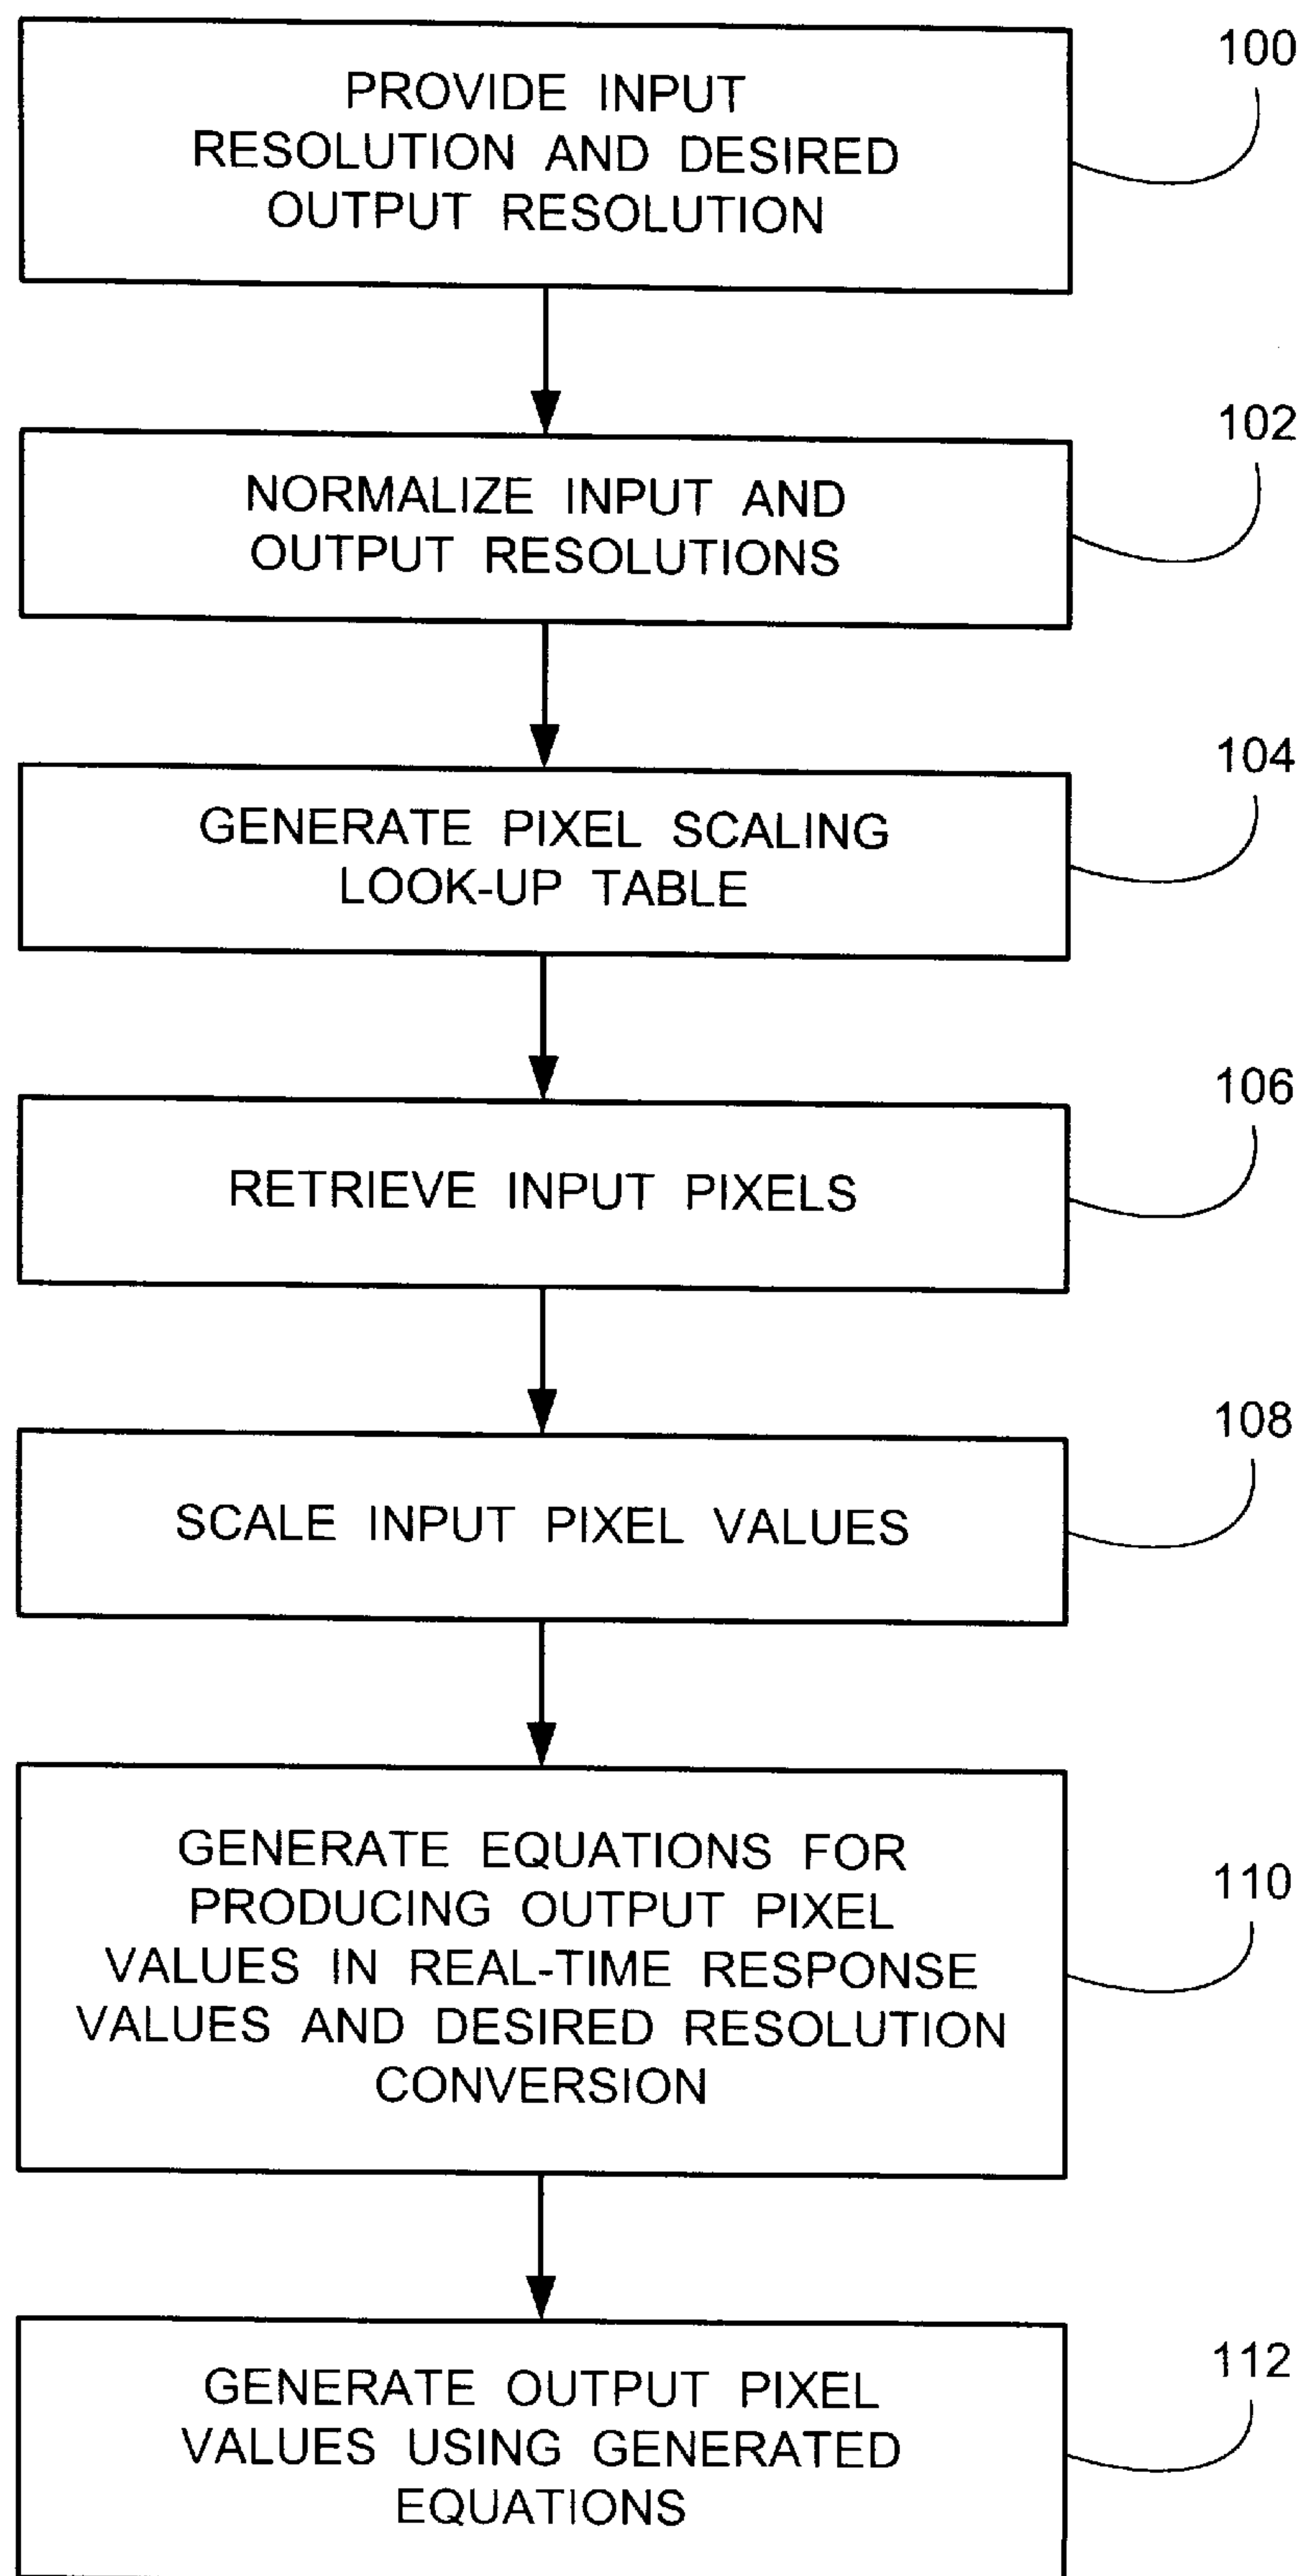 PROVIDE INPUT
RESOLUTION AND DESIRED
OUTPUT RESOLUTION
100
NORMALIZE INPUT AND
OUTPUT RESOLUTIONS
102
GENERATE PIXEL SCALING
LOOK-UP TABLE
104
RETRIEVE INPUT PIXELS
106
SCALE INPUT PIXEL VALUES
108
GENERATE EQUATIONS FOR
PRODUCING OUTPUT PIXEL
VALUES IN REAL-TIME RESPONSE
VALUES AND DESIRED RESOLUTION
CONVERSION
110
GENERATE OUTPUT PIXEL
VALUES USING GENERATED
EQUATIONS
112